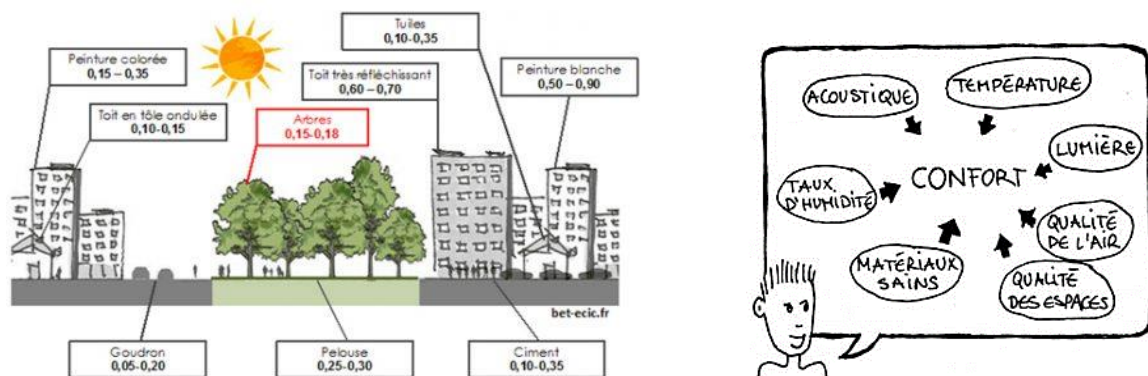 Tuiles
0,10-0,35
Peinture colorée
0,15 – 0,35
Toit très réfléchissant
0,60 – 0,70
Peinture blanche
0,50 – 0,90
Toit en tôle ondulée
0,10-0,15
Arbres
0,15-0,18
bet-ecic.fr
Goudron
0,05-0,20
Pelouse
0,25-0,30
Ciment
0,10-0,35
ACOUSTIQUE
TEMPÉRATURE
LUMIÈRE
CONFORT
TAUX
D'HUMIDITÉ
QUALITÉ
DE L'AIR
MATÉRIAUX
SAINS
QUALITÉ
DES ESPACES